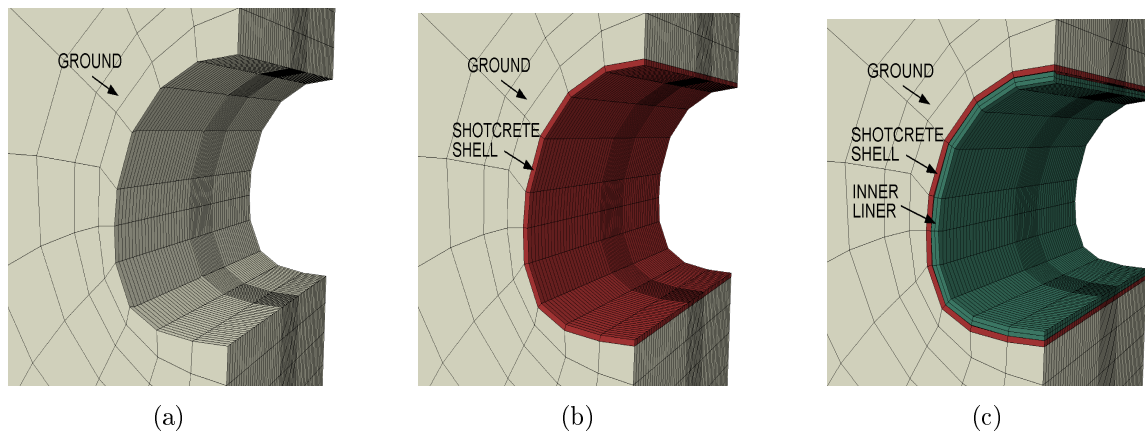 GROUND
(a)
GROUND
SHOTCRETE
SHELL
(b)
GROUND
SHOTCRETE
SHELL
INNER
LINER
(c)